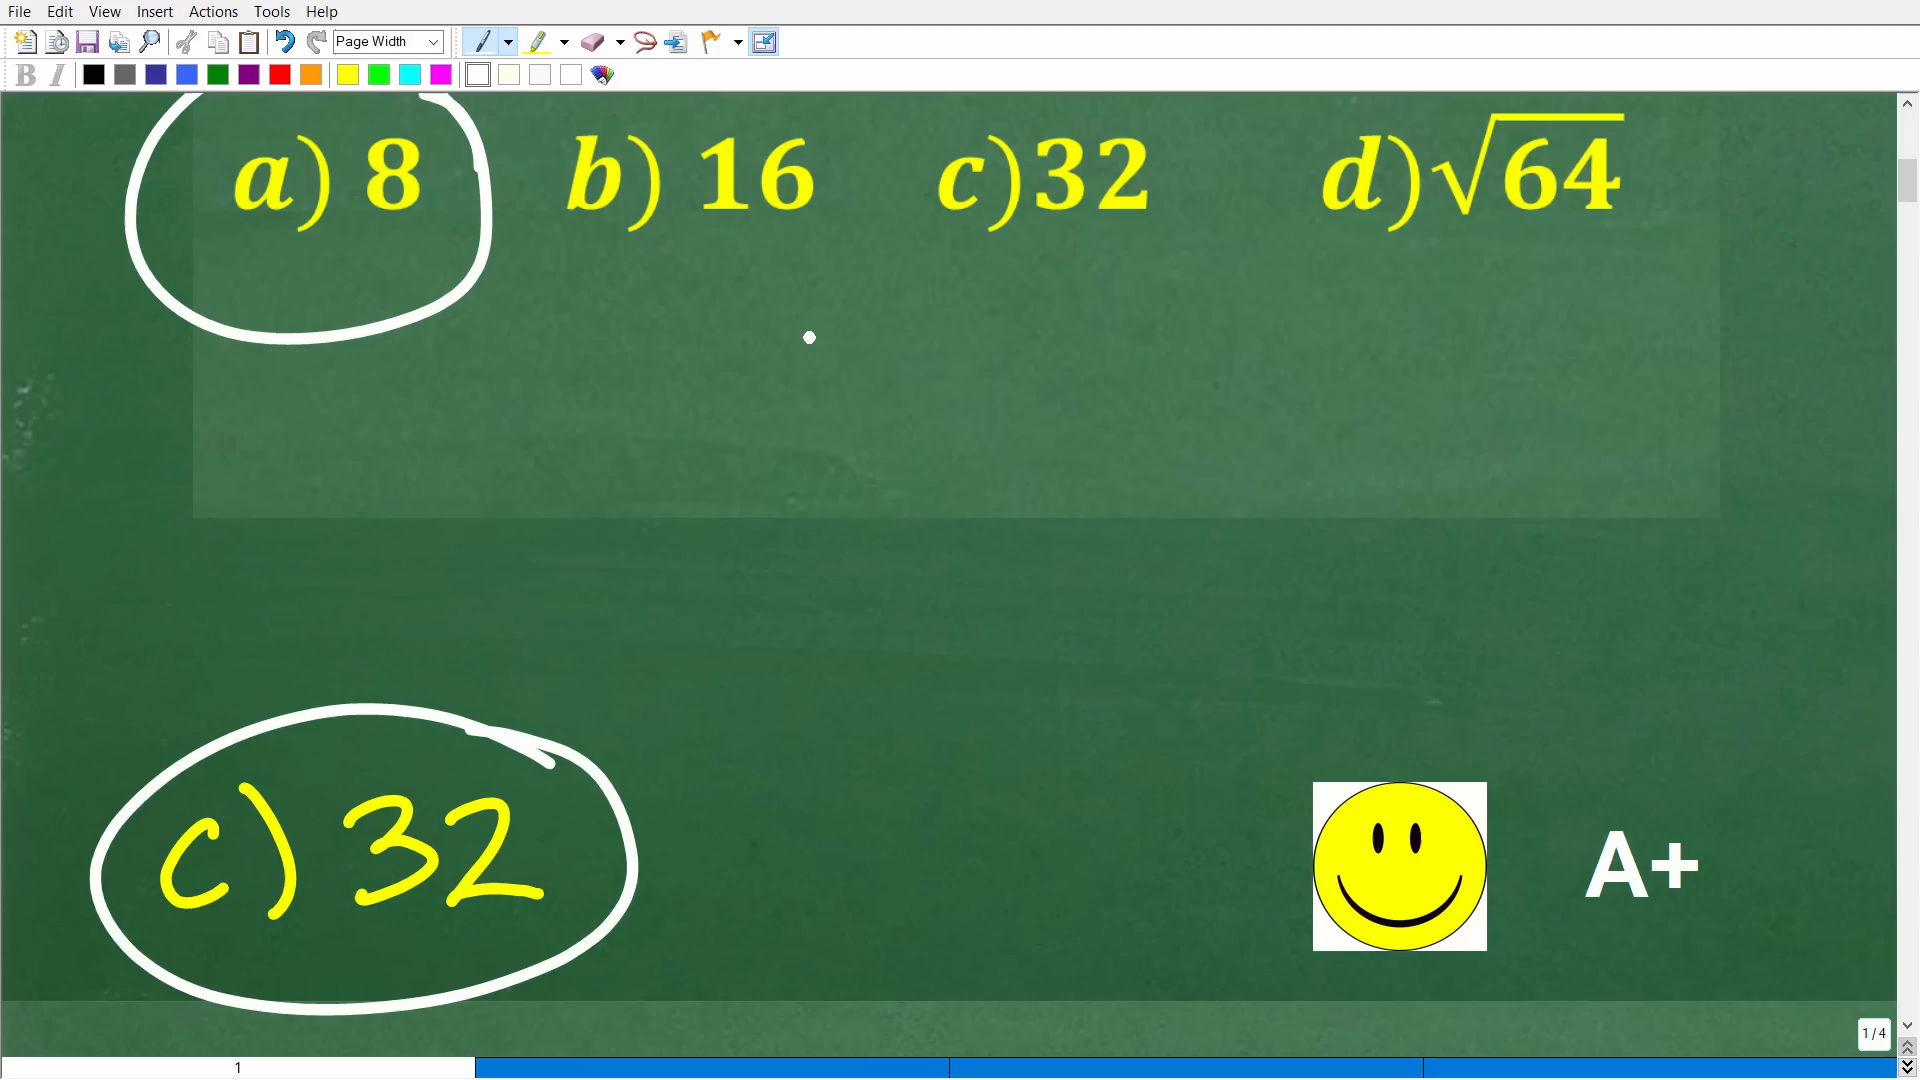 File Edit View Insert Actions Tools Help
Page Width
B I
a) 8 b) 16 c)32 d)√64
c) 32
A+
1 / 4
1